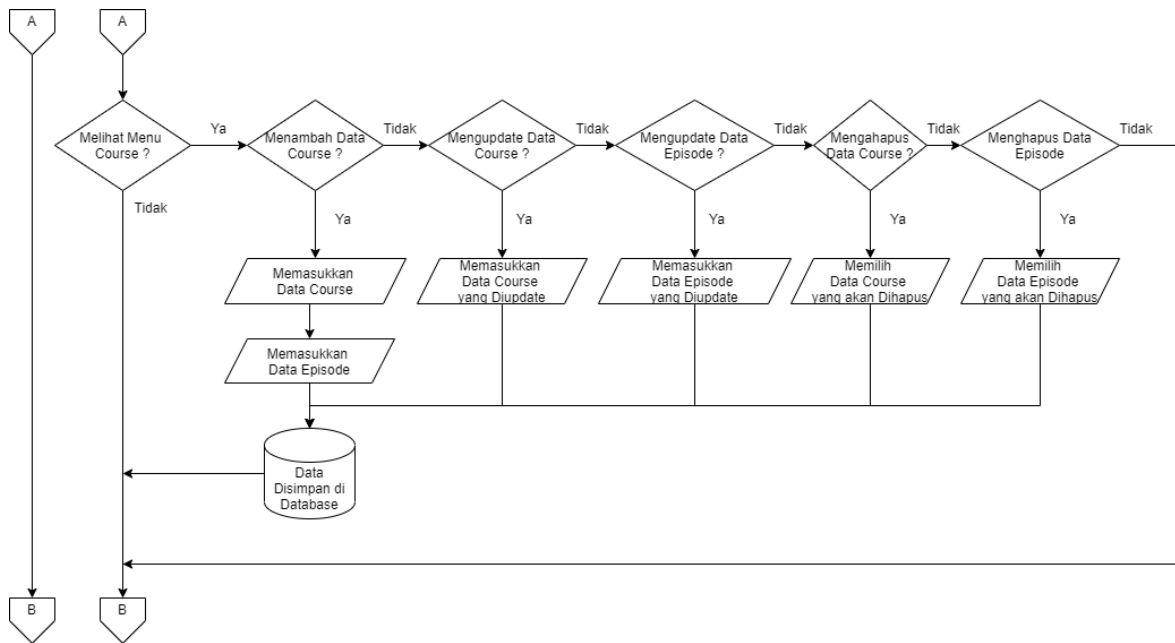 A
A
Melihat Menu
Course ?
Ya
Menambah Data
Course ?
Tidak
Mengupdate Data
Course ?
Tidak
Mengupdate Data
Episode ?
Tidak
Mengahapus
Data Course ?
Tidak
Menghapus Data
Episode
Tidak
Tidak
Ya
Ya
Ya
Ya
Ya
Memasukkan
Data Course
Memasukkan
Data Course
yang Diupdate
Memasukkan
Data Episode
yang Diupdate
Memilih
Data Course
yang akan Dihapus
Memilih
Data Episode
yang akan Dihapus
Memasukkan
Data Episode
Data
Disimpan di
Database
B
B